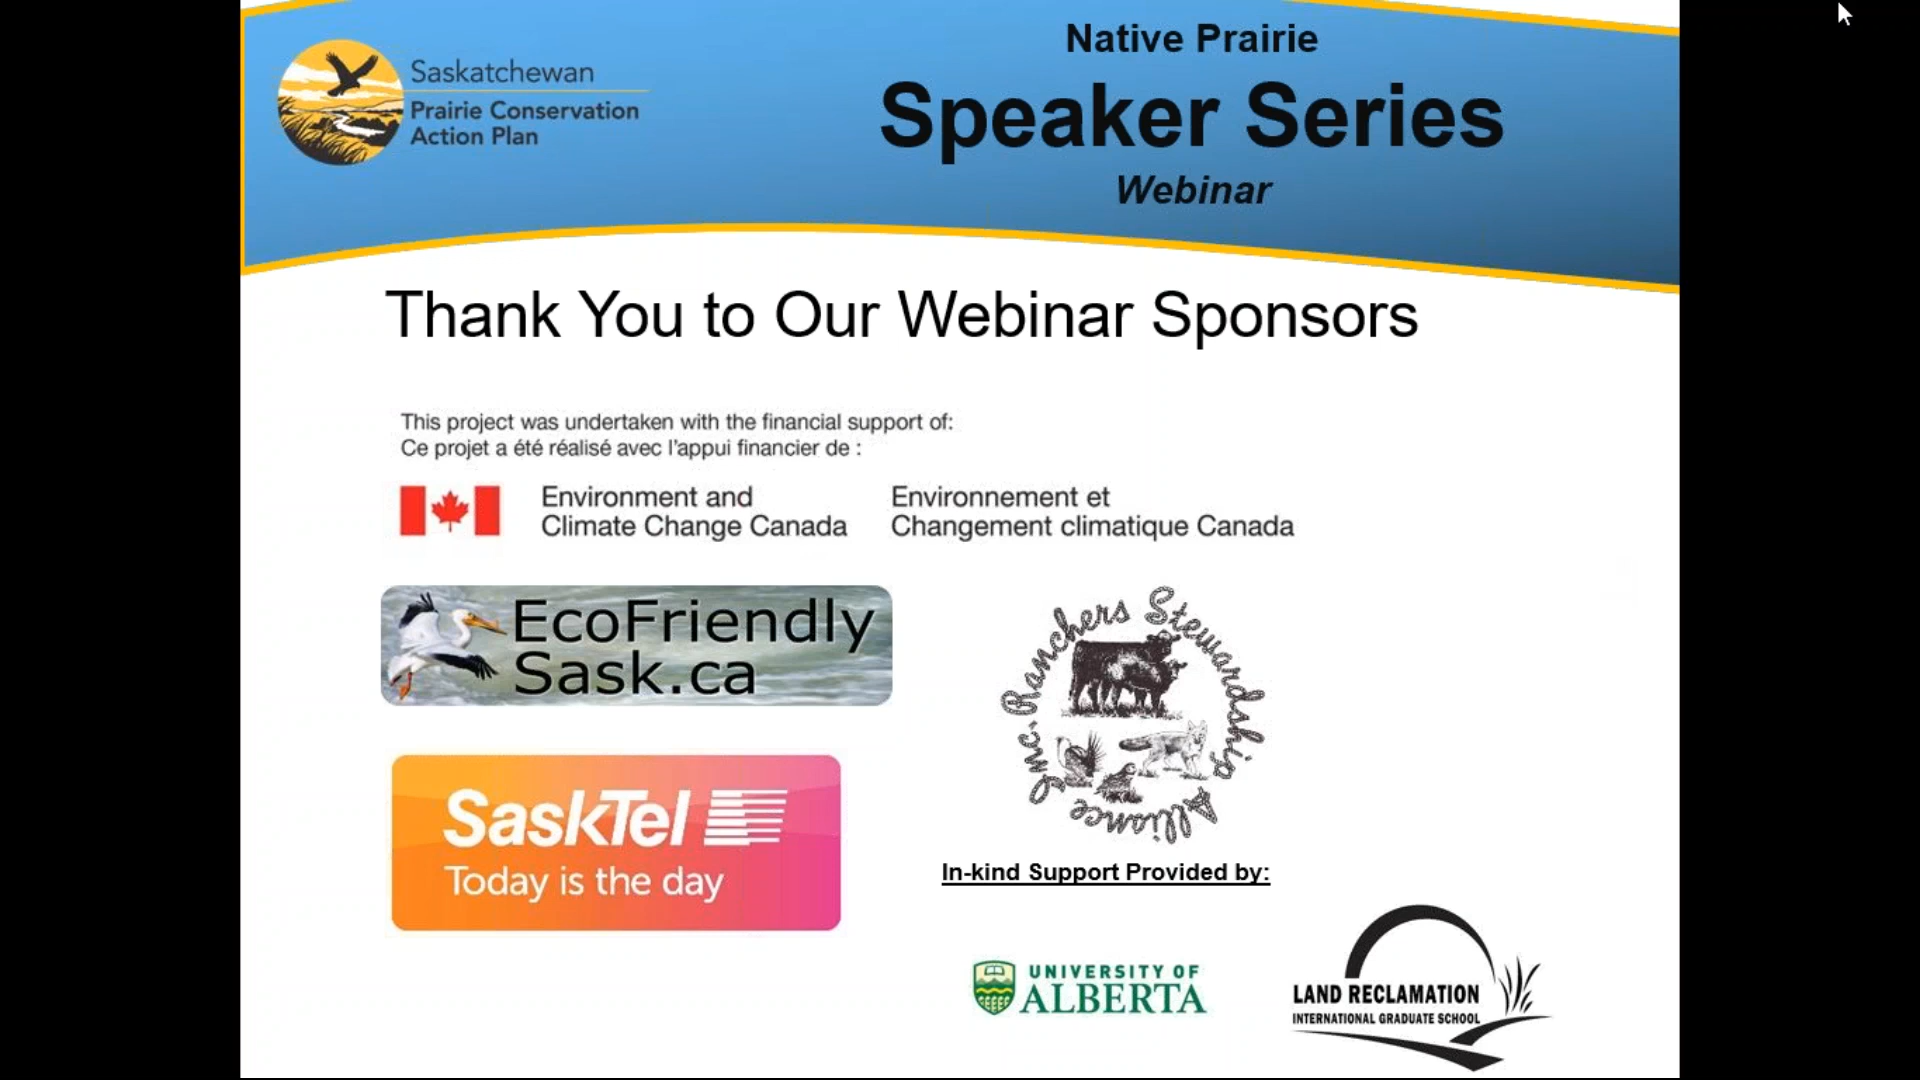 Saskatchewan
Prairie Conservation
Action Plan
Native Prairie
Speaker Series
Webinar
Thank You to Our Webinar Sponsors
This project was undertaken with the financial support of:
Ce projet a été réalisé avec l'appui financier de :
Environment and
Climate Change Canada
Environnement et
Changement climatique Canada
EcoFriendly
Sask.ca
Ranchers Stewardship Alliance Inc.
SaskTel
Today is the day
In-kind Support Provided by:
UNIVERSITY OF
ALBERTA
LAND RECLAMATION
INTERNATIONAL GRADUATE SCHOOL